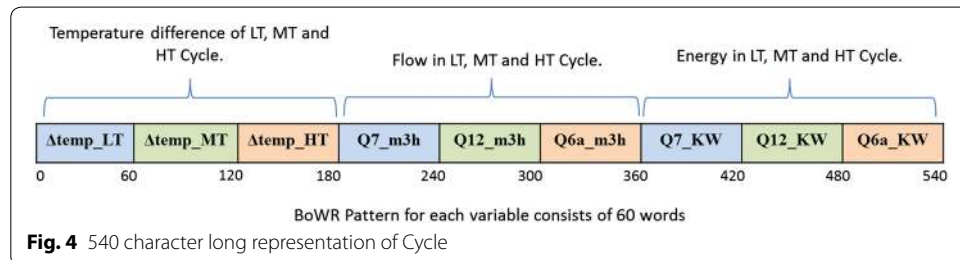 Temperature difference of LT, MT and
HT Cycle.
Flow in LT, MT and HT Cycle.
Energy in LT, MT and HT Cycle.
Δtemp_LT Δtemp_MT Δtemp_HT Q7_m3h Q12_m3h Q6a_m3h Q7_KW Q12_KW Q6a_KW
0 60 120 180 240 300 360 420 480 540
BoWR Pattern for each variable consists of 60 words
Fig. 4 540 character long representation of Cycle